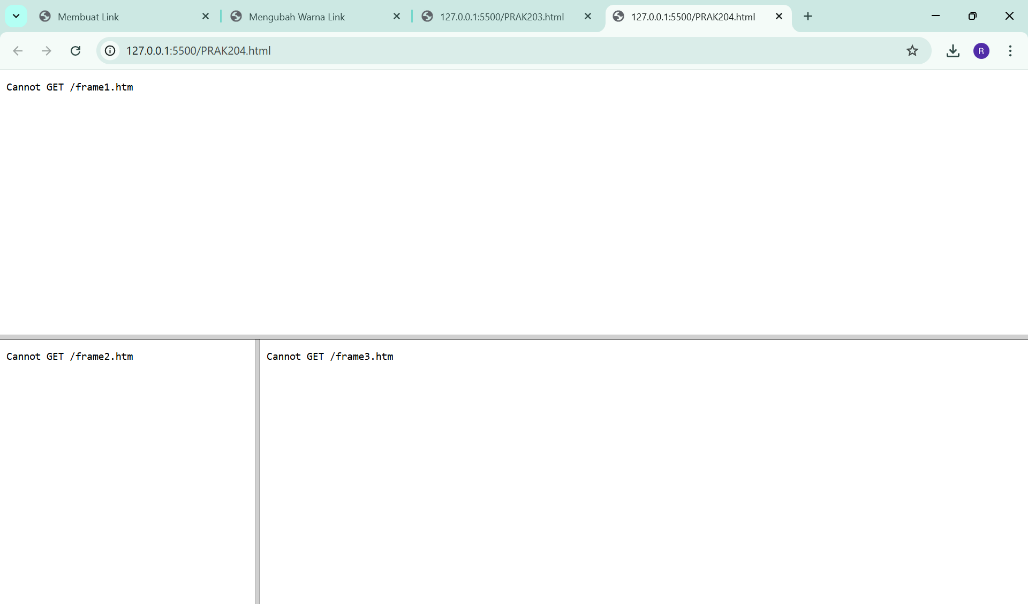 Membuat Link
Mengubah Warna Link
127.0.0.1:5500/PRAK203.html
127.0.0.1:5500/PRAK204.html
127.0.0.1:5500/PRAK204.html
R
Cannot GET /frame1.htm
Cannot GET /frame2.htm
Cannot GET /frame3.htm